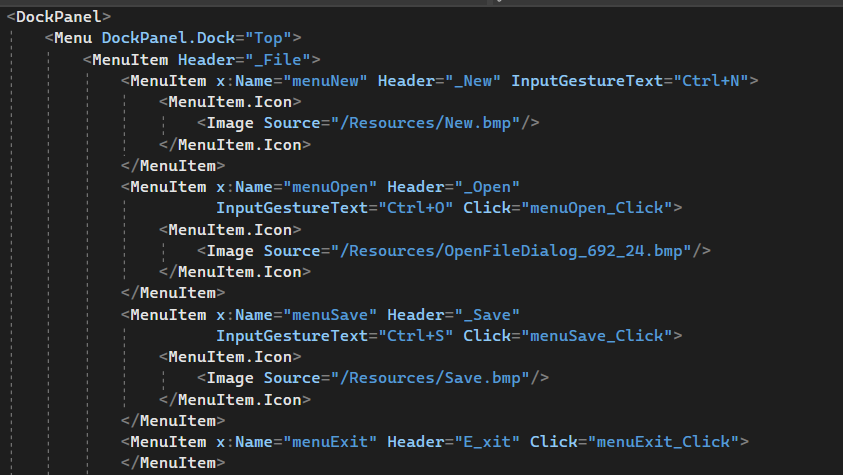 <DockPanel>
<Menu DockPanel.Dock="Top">
<MenuItem Header="_File">
<MenuItem x:Name="menuNew" Header="_New" InputGestureText="Ctrl+N">
<MenuItem.Icon>
<Image Source="/Resources/New.bmp"/>
</MenuItem.Icon>
</MenuItem>
<MenuItem x:Name="menuOpen" Header="_Open"
InputGestureText="Ctrl+O" Click="menuOpen_Click">
<MenuItem.Icon>
<Image Source="/Resources/OpenFileDialog_692_24.bmp"/>
</MenuItem.Icon>
</MenuItem>
<MenuItem x:Name="menuSave" Header="_Save"
InputGestureText="Ctrl+S" Click="menuSave_Click">
<MenuItem.Icon>
<Image Source="/Resources/Save.bmp"/>
</MenuItem.Icon>
</MenuItem>
<MenuItem x:Name="menuExit" Header="E_xit" Click="menuExit_Click">
</MenuItem>